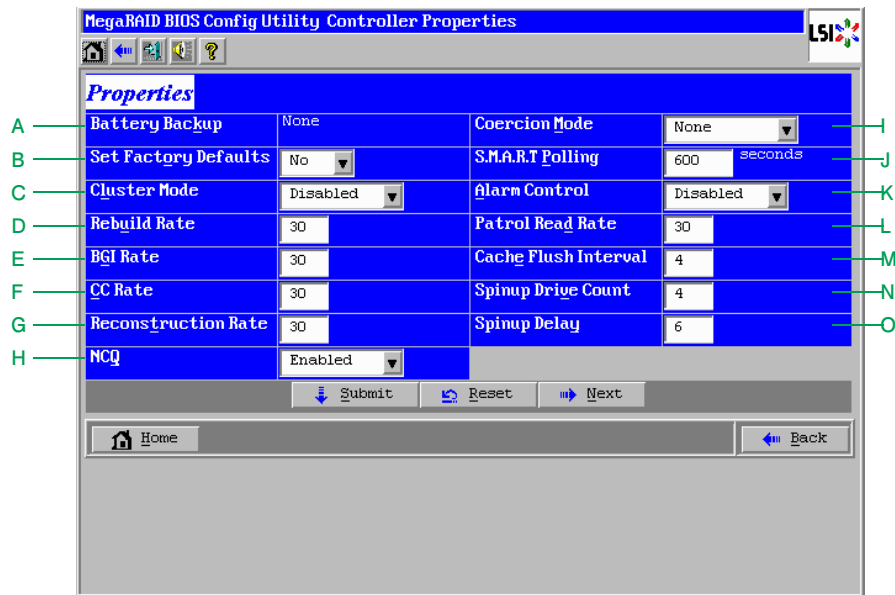 MegaRAID BIOS Config Utility Controller Properties
LSI
Properties
A Battery Backup None Coercion Mode None I
B Set Factory Defaults No S.M.A.R.T Polling 600 seconds J
C Cluster Mode Disabled Alarm Control Disabled K
D Rebuild Rate 30 Patrol Read Rate 30 L
E BGI Rate 30 Cache Flush Interval 4 M
F CC Rate 30 Spinup Drive Count 4 N
G Reconstruction Rate 30 Spinup Delay 6 O
H NCQ Enabled
Submit Reset Next
Home Back